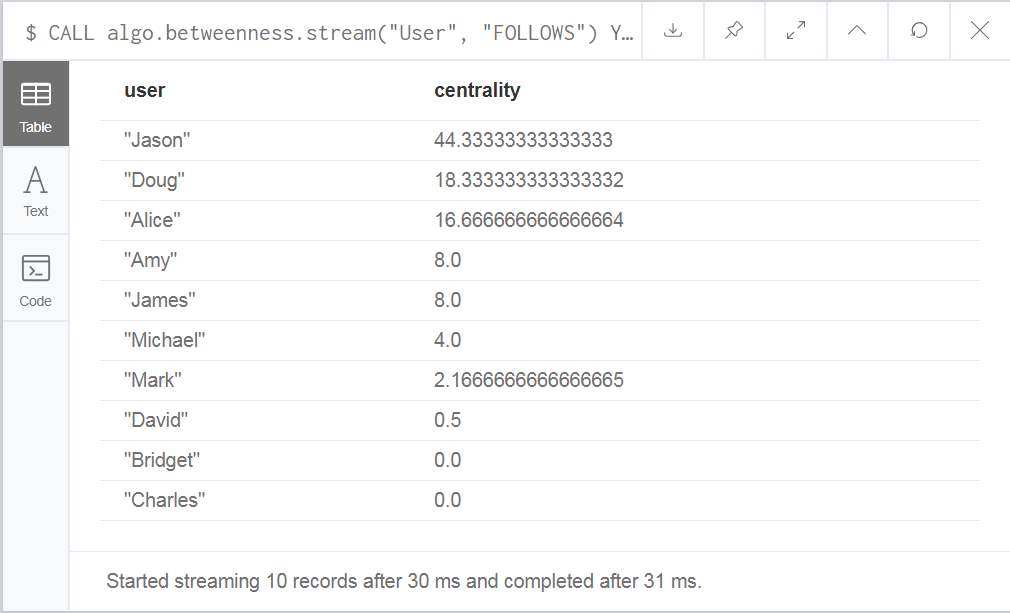 $ CALL algo.betweenness.stream("User", "FOLLOWS") Y…
Table
Text
Code
user centrality
"Jason" 44.33333333333333
"Doug" 18.333333333333332
"Alice" 16.666666666666664
"Amy" 8.0
"James" 8.0
"Michael" 4.0
"Mark" 2.1666666666666665
"David" 0.5
"Bridget" 0.0
"Charles" 0.0
Started streaming 10 records after 30 ms and completed after 31 ms.